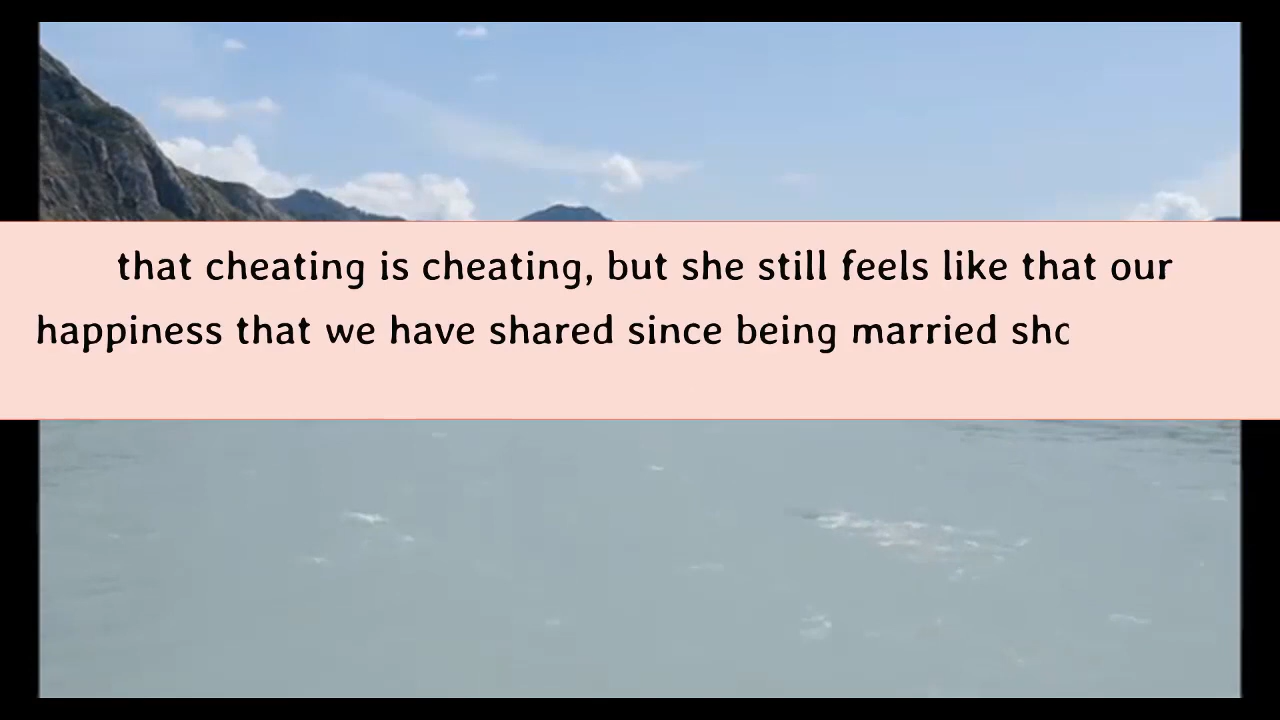 that cheating is cheating, but she still feels like that our
happiness that we have shared since being married